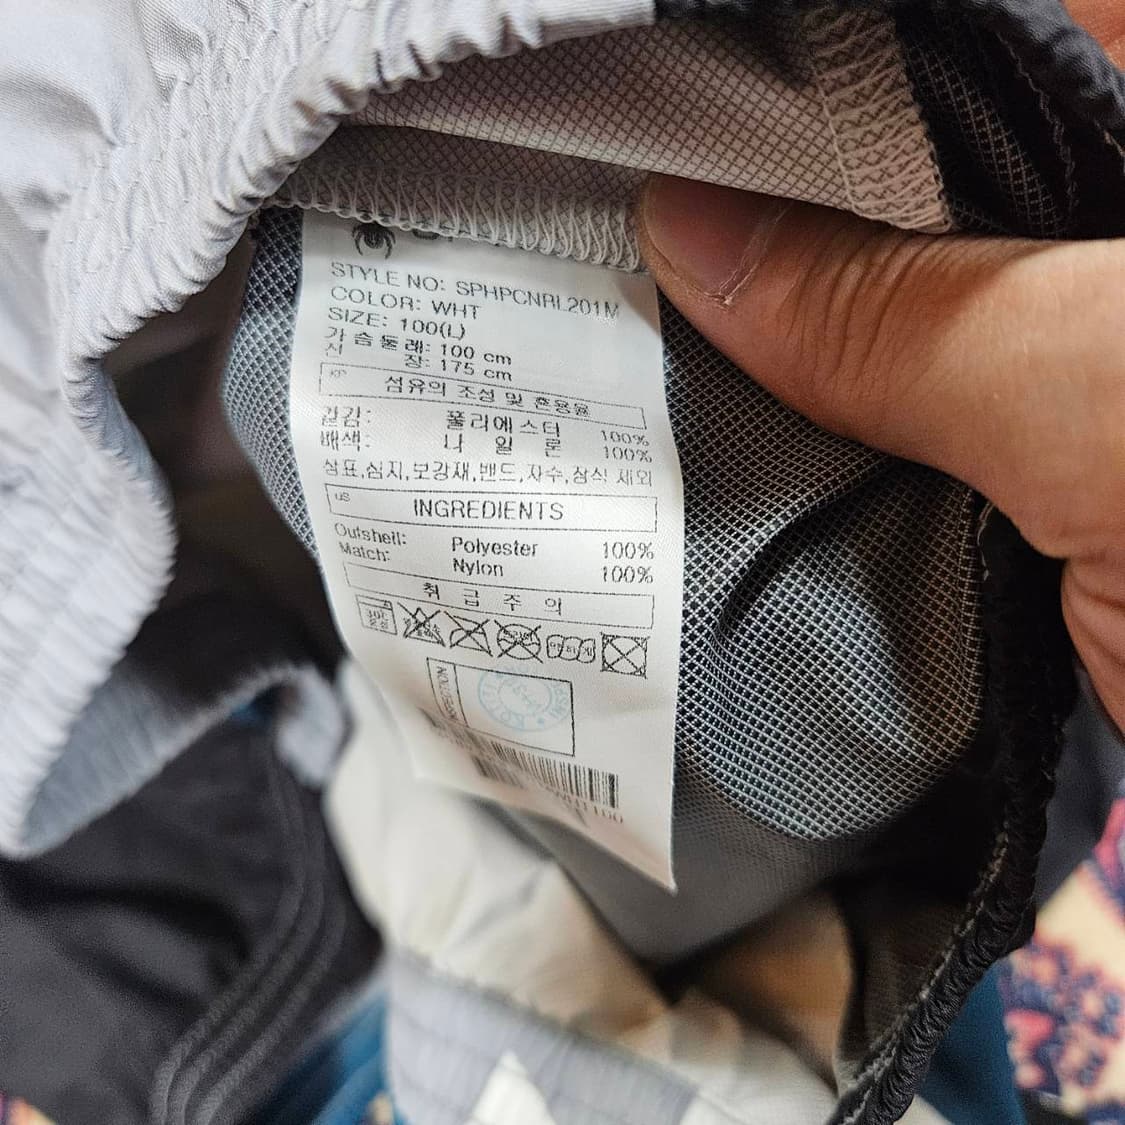 STYLE NO: SPHPCNRL201M
COLOR: WHT
SIZE: 100(L)
가슴둘레: 100 cm
신 장: 175 cm
섬유의 조성 및 혼용율
겉감: 폴리에스터 100%
배색: 나일론 100%
상표,심지,보강재,밴드,자수,장식 제외
US INGREDIENTS
Outshell: Polyester 100%
Match: Nylon 100%
취급주의